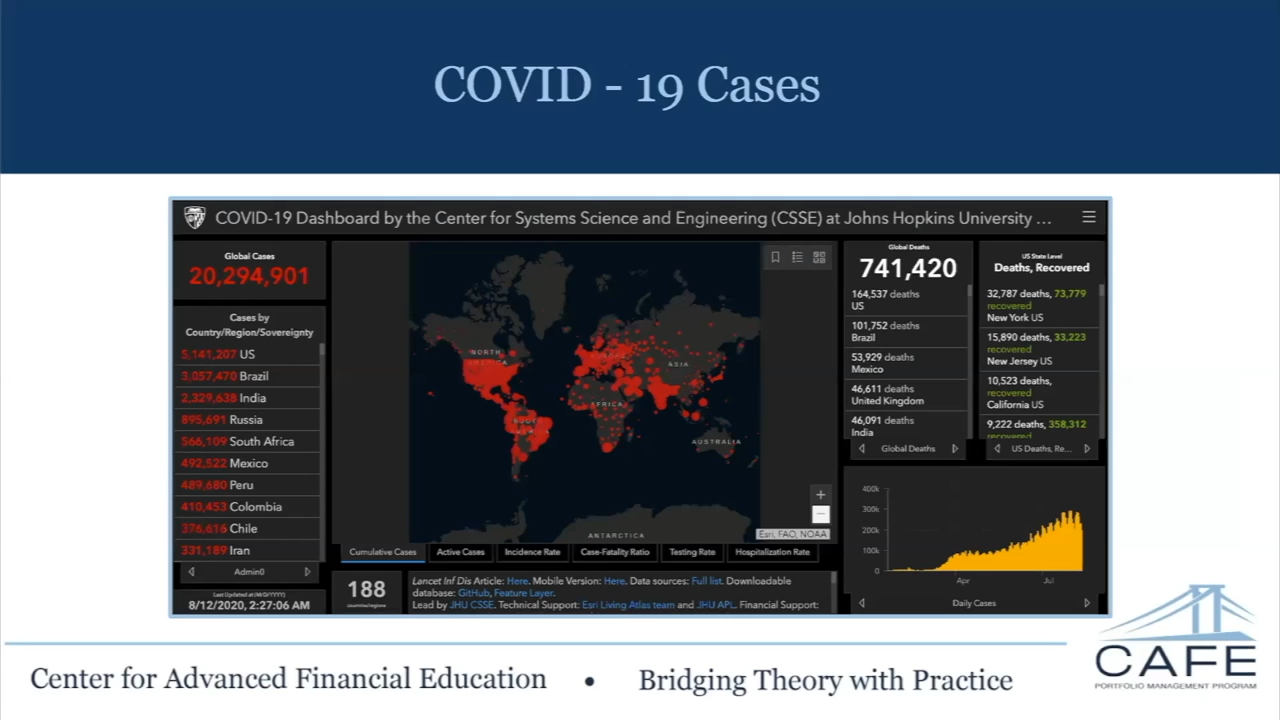 COVID - 19 Cases
COVID-19 Dashboard by the Center for Systems Science and Engineering (CSSE) at Johns Hopkins University ...
Global Cases
20,294,901
Cases by
Country/Region/Sovereignty
5,141,207 US
3,057,470 Brazil
2,329,638 India
895,691 Russia
566,109 South Africa
492,522 Mexico
489,680 Peru
410,453 Colombia
376,616 Chile
331,189 Iran
Admin0
Last Updated at (M/D/YYYY)
8/12/2020, 2:27:06 AM
NORTH
AMERICA
ASIA
AFRICA
SOUTH
AUSTRALIA
ANTARCTICA
+
Esri, FAO, NOAA
Cumulative Cases
Active Cases
Incidence Rate
Case-Fatality Ratio
Testing Rate
Hospitalization Rate
188
countries/regions
Lancet Inf Dis Article: Here. Mobile Version: Here. Data sources: Full list. Downloadable
database: GitHub, Feature Layer.
Lead by JHU CSSE. Technical Support: Esri Living Atlas team and JHU APL. Financial Support:
Global Deaths
741,420
164,537 deaths
US
101,752 deaths
Brazil
53,929 deaths
Mexico
46,611 deaths
United Kingdom
46,091 deaths
India
Global Deaths
US State Level
Deaths, Recovered
32,787 deaths, 73,779
recovered
New York US
15,890 deaths, 33,223
recovered
New Jersey US
10,523 deaths,
recovered
California US
9,222 deaths, 358,312
recovered
US Deaths, Re...
400k
300k
200k
100k
0
Apr
Jul
Daily Cases
Center for Advanced Financial Education • Bridging Theory with Practice
CAFE
PORTFOLIO MANAGEMENT PROGRAM